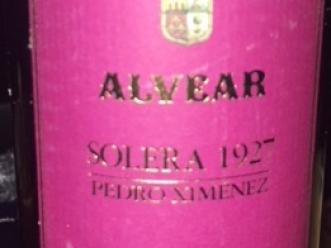 ALVEAR
SOLERA 1927
PEDRO XIMENEZ